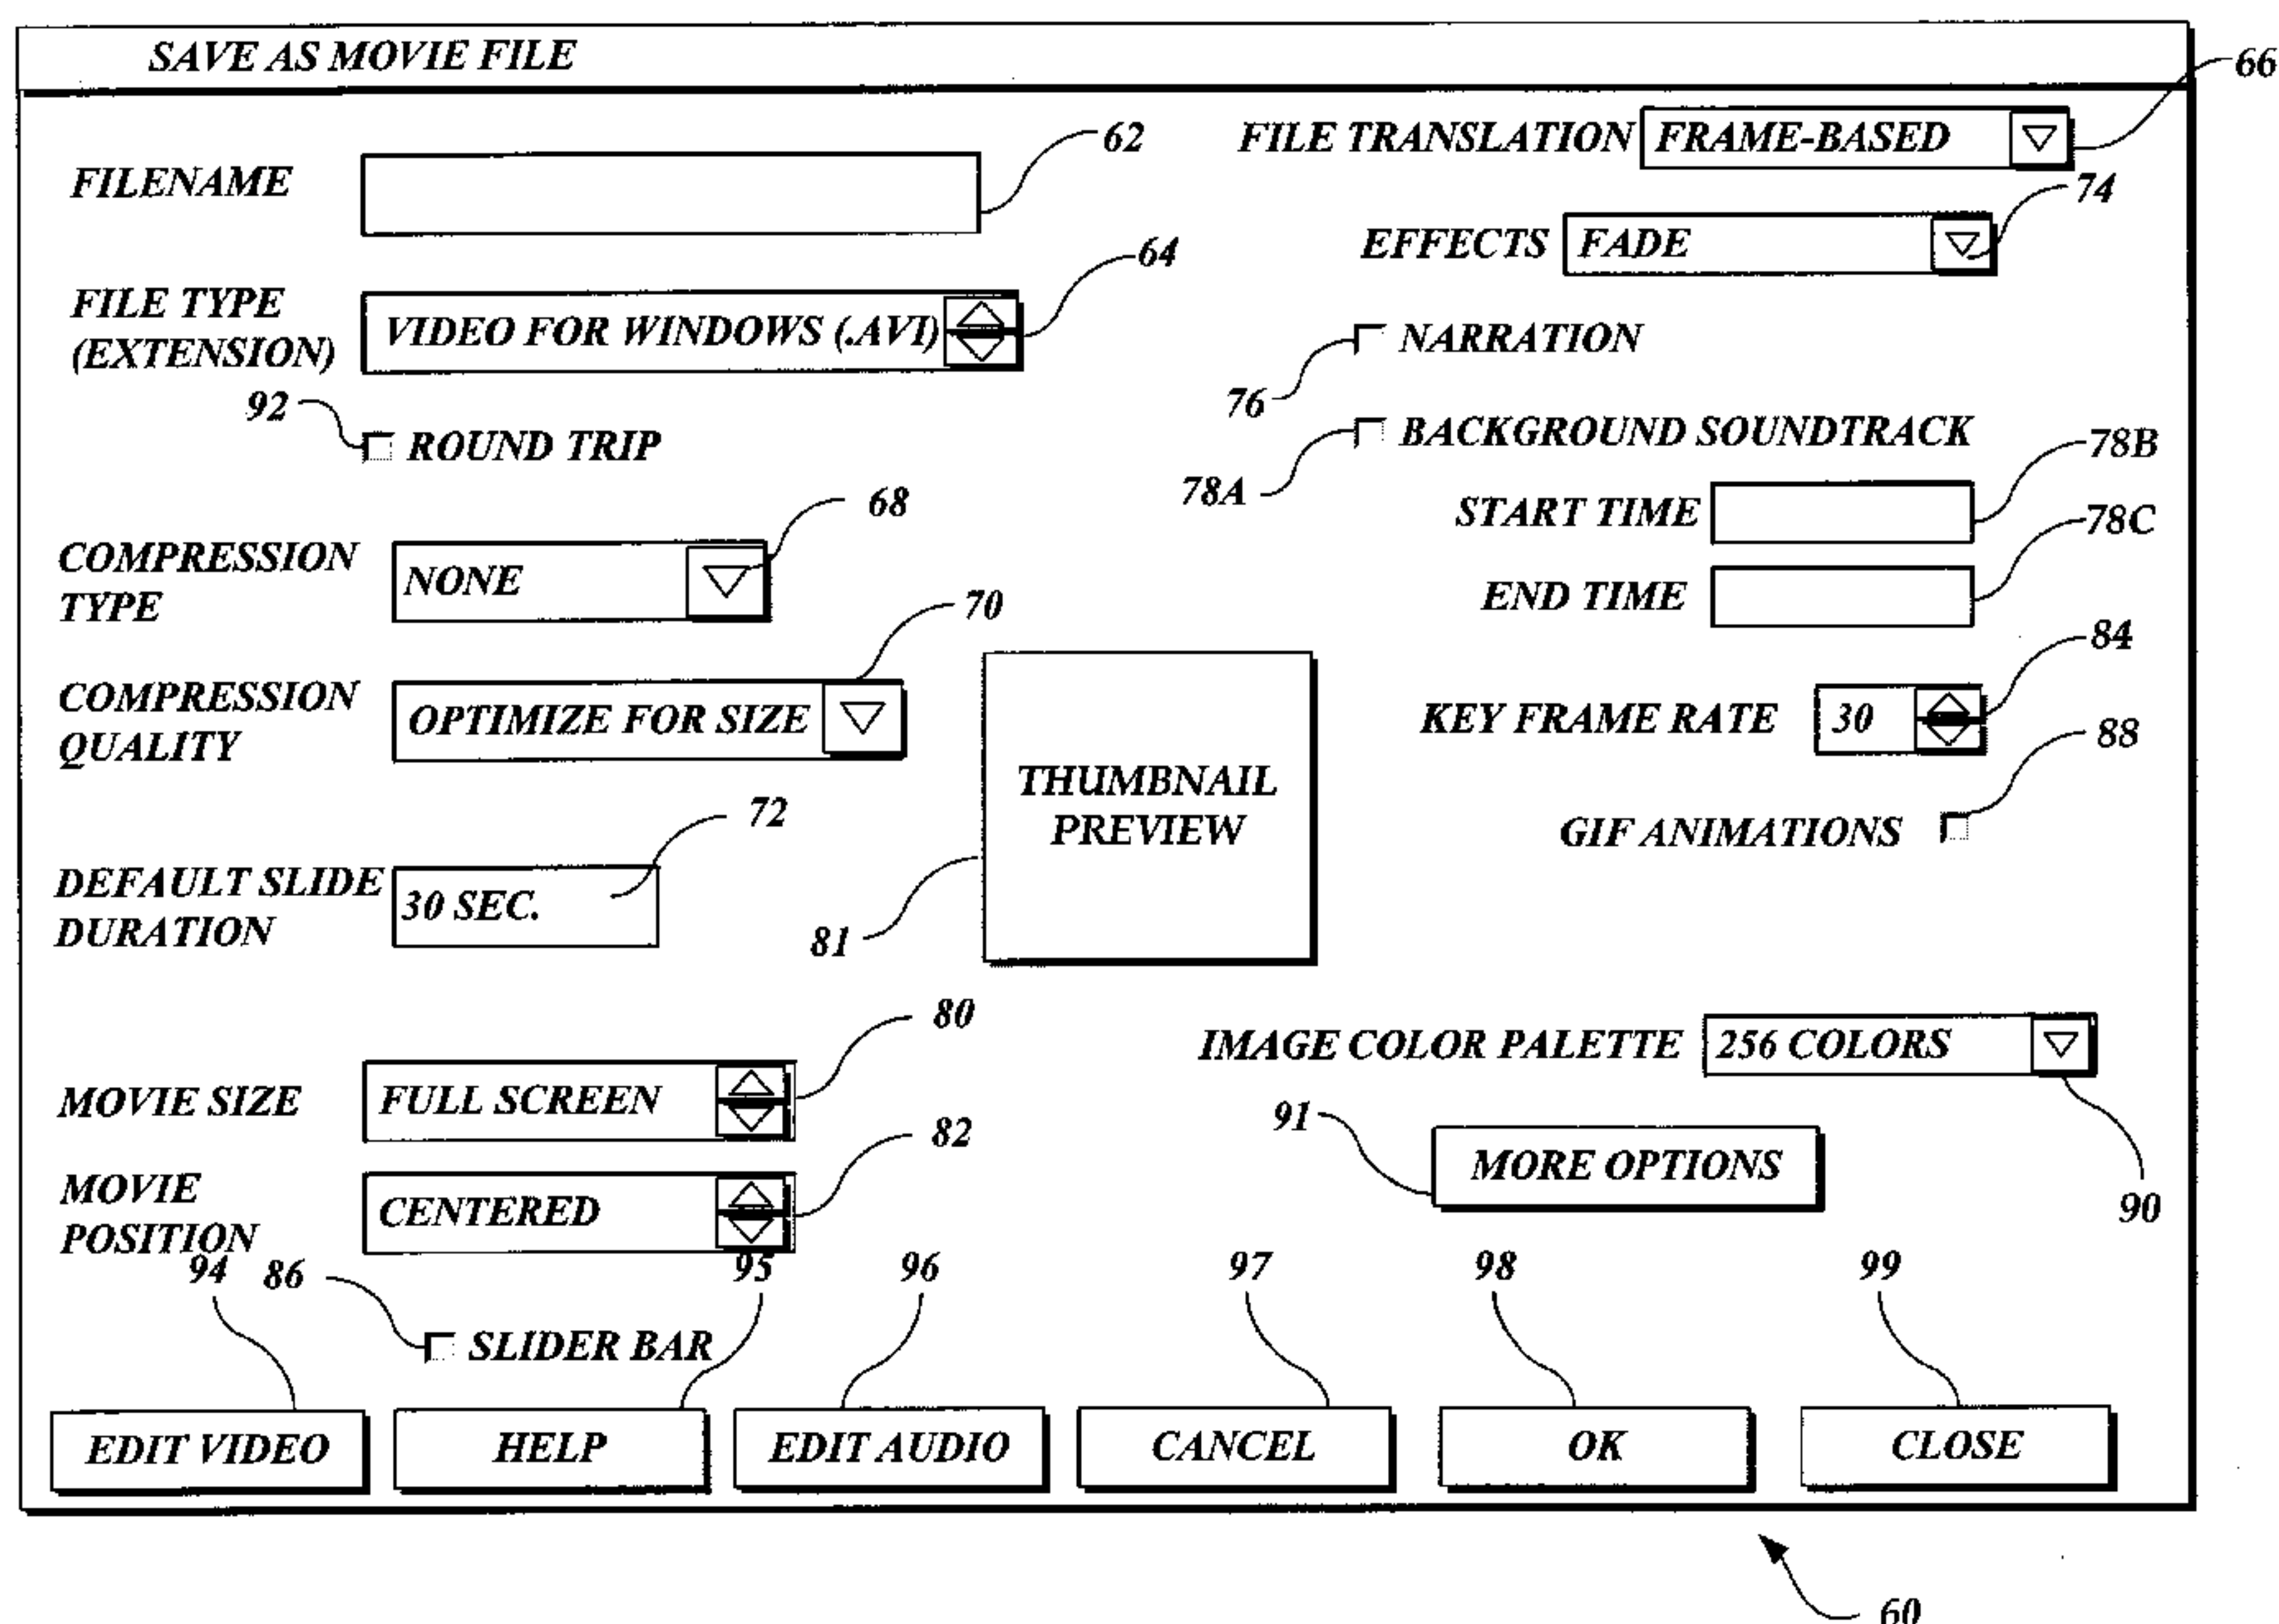 SAVE AS MOVIE FILE
66
FILENAME
62
FILE TRANSLATION FRAME-BASED
74
EFFECTS FADE
FILE TYPE
(EXTENSION)
VIDEO FOR WINDOWS (.AVI)
64
76
NARRATION
92
ROUND TRIP
78A
BACKGROUND SOUNDTRACK
78B
START TIME
78C
END TIME
COMPRESSION
TYPE
NONE
68
COMPRESSION
QUALITY
OPTIMIZE FOR SIZE
70
THUMBNAIL
PREVIEW
81
KEY FRAME RATE 30
84
88
GIF ANIMATIONS
DEFAULT SLIDE
DURATION
30 SEC.
72
MOVIE SIZE
FULL SCREEN
80
IMAGE COLOR PALETTE 256 COLORS
90
MOVIE
POSITION
CENTERED
82
91
MORE OPTIONS
86
SLIDER BAR
94
95
96
97
98
99
EDIT VIDEO
HELP
EDIT AUDIO
CANCEL
OK
CLOSE
60